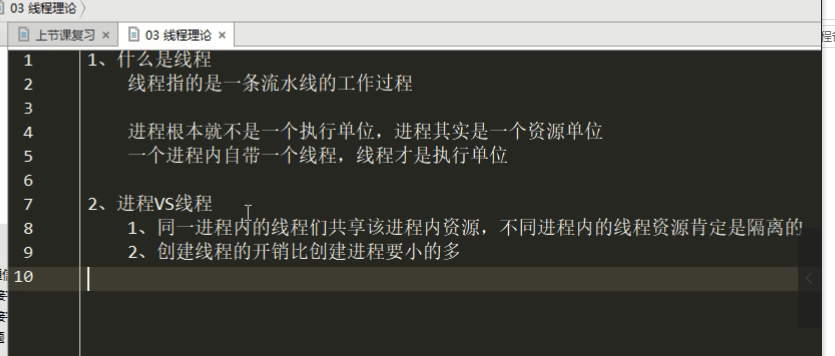 03 线程理论
上节课复习 ×
03 线程理论 ×
1 1、什么是线程
2 线程指的是一条流水线的工作过程
3
4 进程根本就不是一个执行单位，进程其实是一个资源单位
5 一个进程内自带一个线程，线程才是执行单位
6
7 2、进程VS线程
8 1、同一进程内的线程们共享该进程内资源，不同进程内的线程资源肯定是隔离的
9 2、创建线程的开销比创建进程要小的多
10